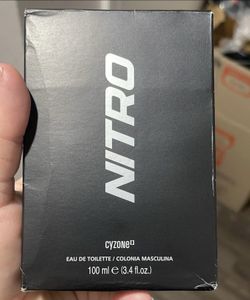 NITRO
cyzone
EAU DE TOILETTE / COLONIA MASCULINA
100 ml ℮ (3.4 fl.oz.)